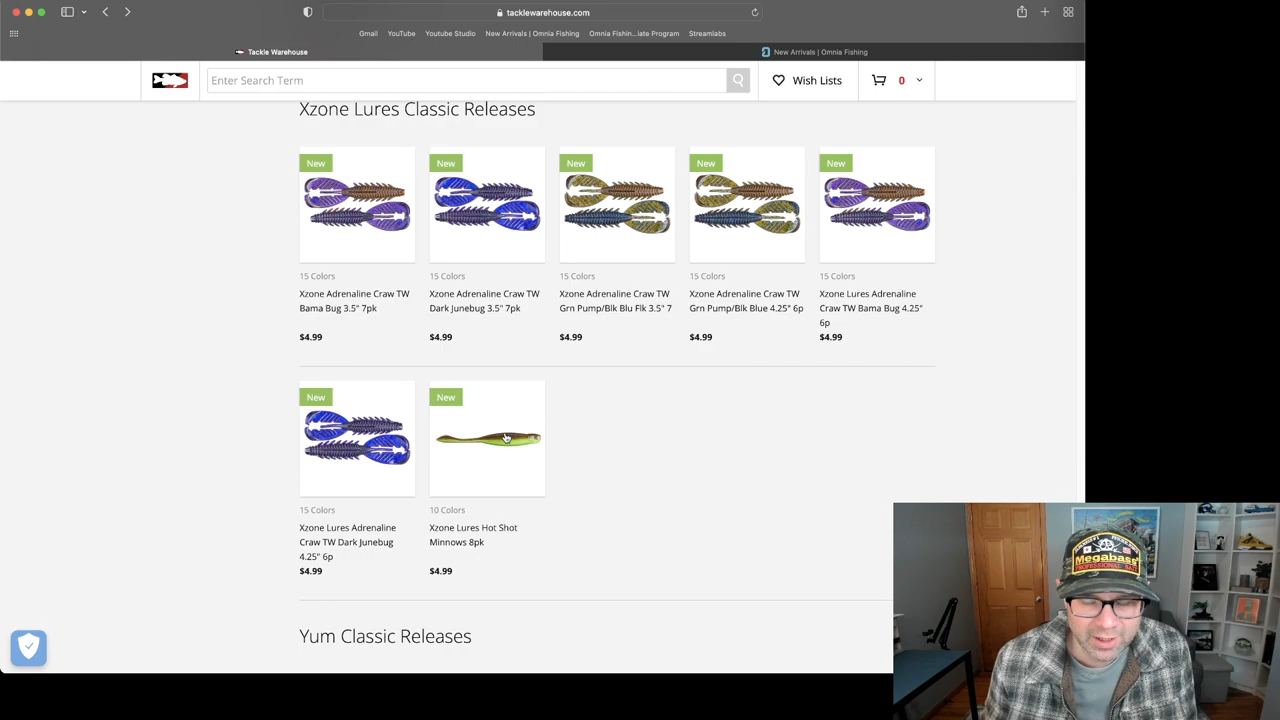 tacklewarehouse.com
Gmail YouTube Youtube Studio New Arrivals | Omnia Fishing Omnia Fishin...iate Program Streamlabs
Tackle Warehouse New Arrivals | Omnia Fishing
Enter Search Term Wish Lists 0
Xzone Lures Classic Releases
New New New New New
15 Colors 15 Colors 15 Colors 15 Colors 15 Colors
Xzone Adrenaline Craw TW Xzone Adrenaline Craw TW Xzone Adrenaline Craw TW Xzone Adrenaline Craw TW Xzone Lures Adrenaline
Bama Bug 3.5" 7pk Dark Junebug 3.5" 7pk Grn Pump/Blk Blu Flk 3.5" 7 Grn Pump/Blk Blue 4.25" 6p Craw TW Bama Bug 4.25"
6p
$4.99 $4.99 $4.99 $4.99 $4.99
New New
15 Colors 10 Colors
Xzone Lures Adrenaline Xzone Lures Hot Shot
Craw TW Dark Junebug Minnows 8pk
4.25" 6p
$4.99 $4.99
Yum Classic Releases
Megabass